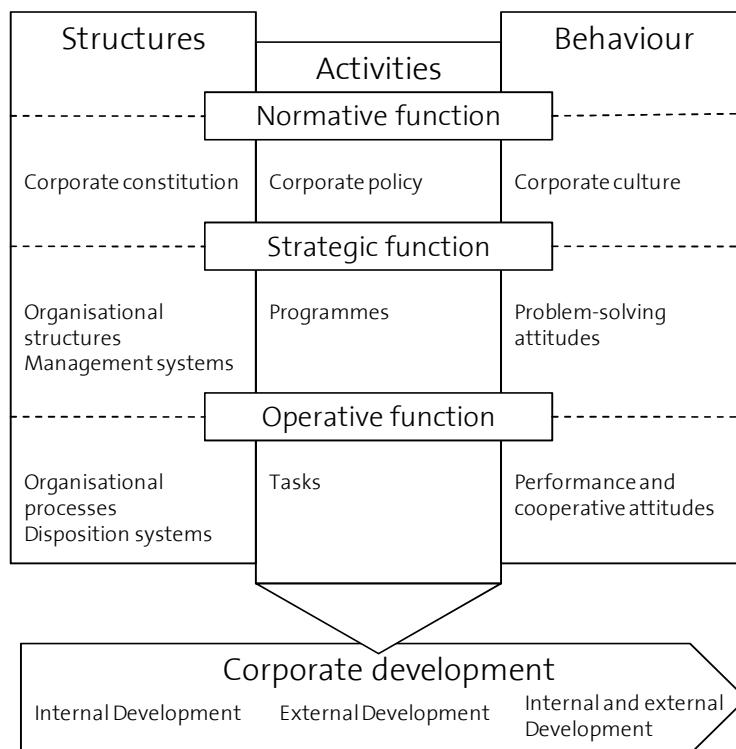 Structures
Activities
Behaviour
Normative function
Corporate constitution
Corporate policy
Corporate culture
Strategic function
Organisational
structures
Management systems
Programmes
Problem-solving
attitudes
Operative function
Organisational
processes
Disposition systems
Tasks
Performance and
cooperative attitudes
Corporate development
Internal Development
External Development
Internal and external
Development